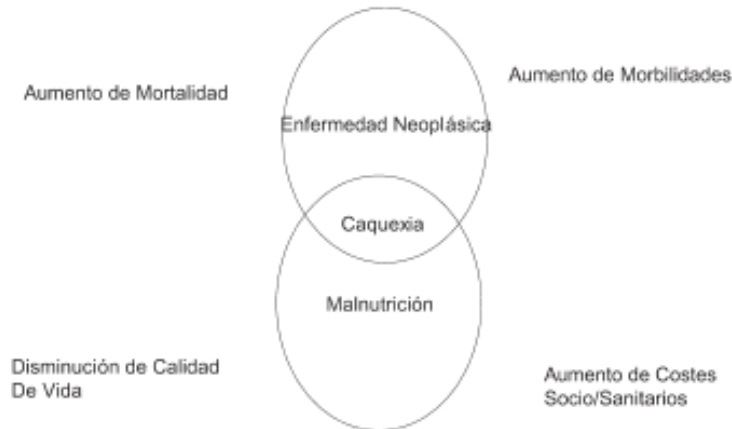 Aumento de Mortalidad
Aumento de Morbilidades
Enfermedad Neoplásica
Caquexia
Malnutrición
Disminución de Calidad
De Vida
Aumento de Costes
Socio/Sanitarios